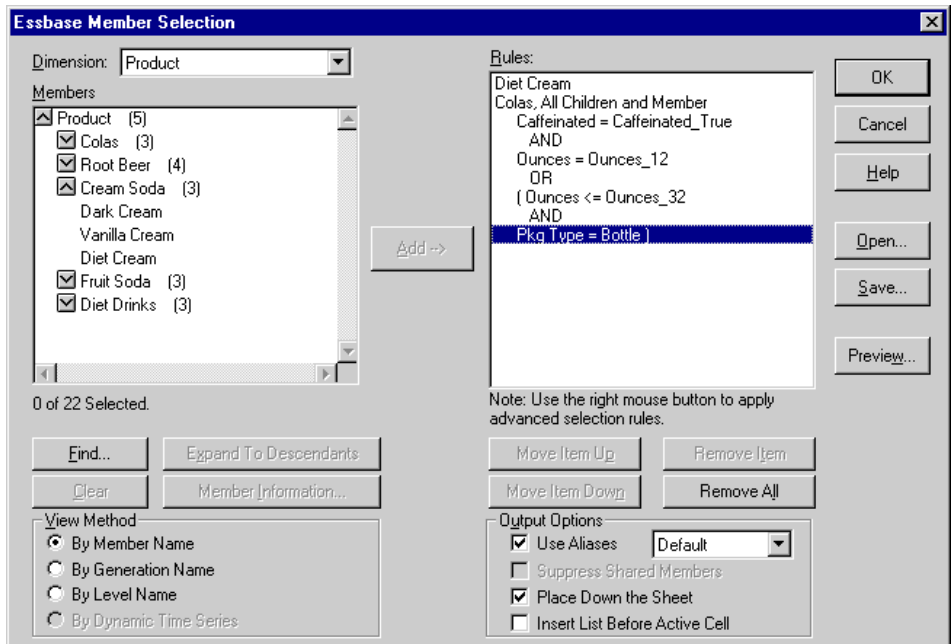 Essbase Member Selection
Dimension: Product
Members
Product (5)
Colas (3)
Root Beer (4)
Cream Soda (3)
Dark Cream
Vanilla Cream
Diet Cream
Fruit Soda (3)
Diet Drinks (3)
0 of 22 Selected.
Find...
Expand To Descendants
Clear
Member Information...
View Method
By Member Name
By Generation Name
By Level Name
By Dynamic Time Series
Add -->
Rules:
Diet Cream
Colas, All Children and Member
Caffeinated = Caffeinated_True
AND
Ounces = Ounces_12
OR
( Ounces <= Ounces_32
AND
Pkg Type = Bottle )
Note: Use the right mouse button to apply
advanced selection rules.
Move Item Up
Remove Item
Move Item Down
Remove All
Output Options
Use Aliases Default
Suppress Shared Members
Place Down the Sheet
Insert List Before Active Cell
OK
Cancel
Help
Open...
Save...
Preview...